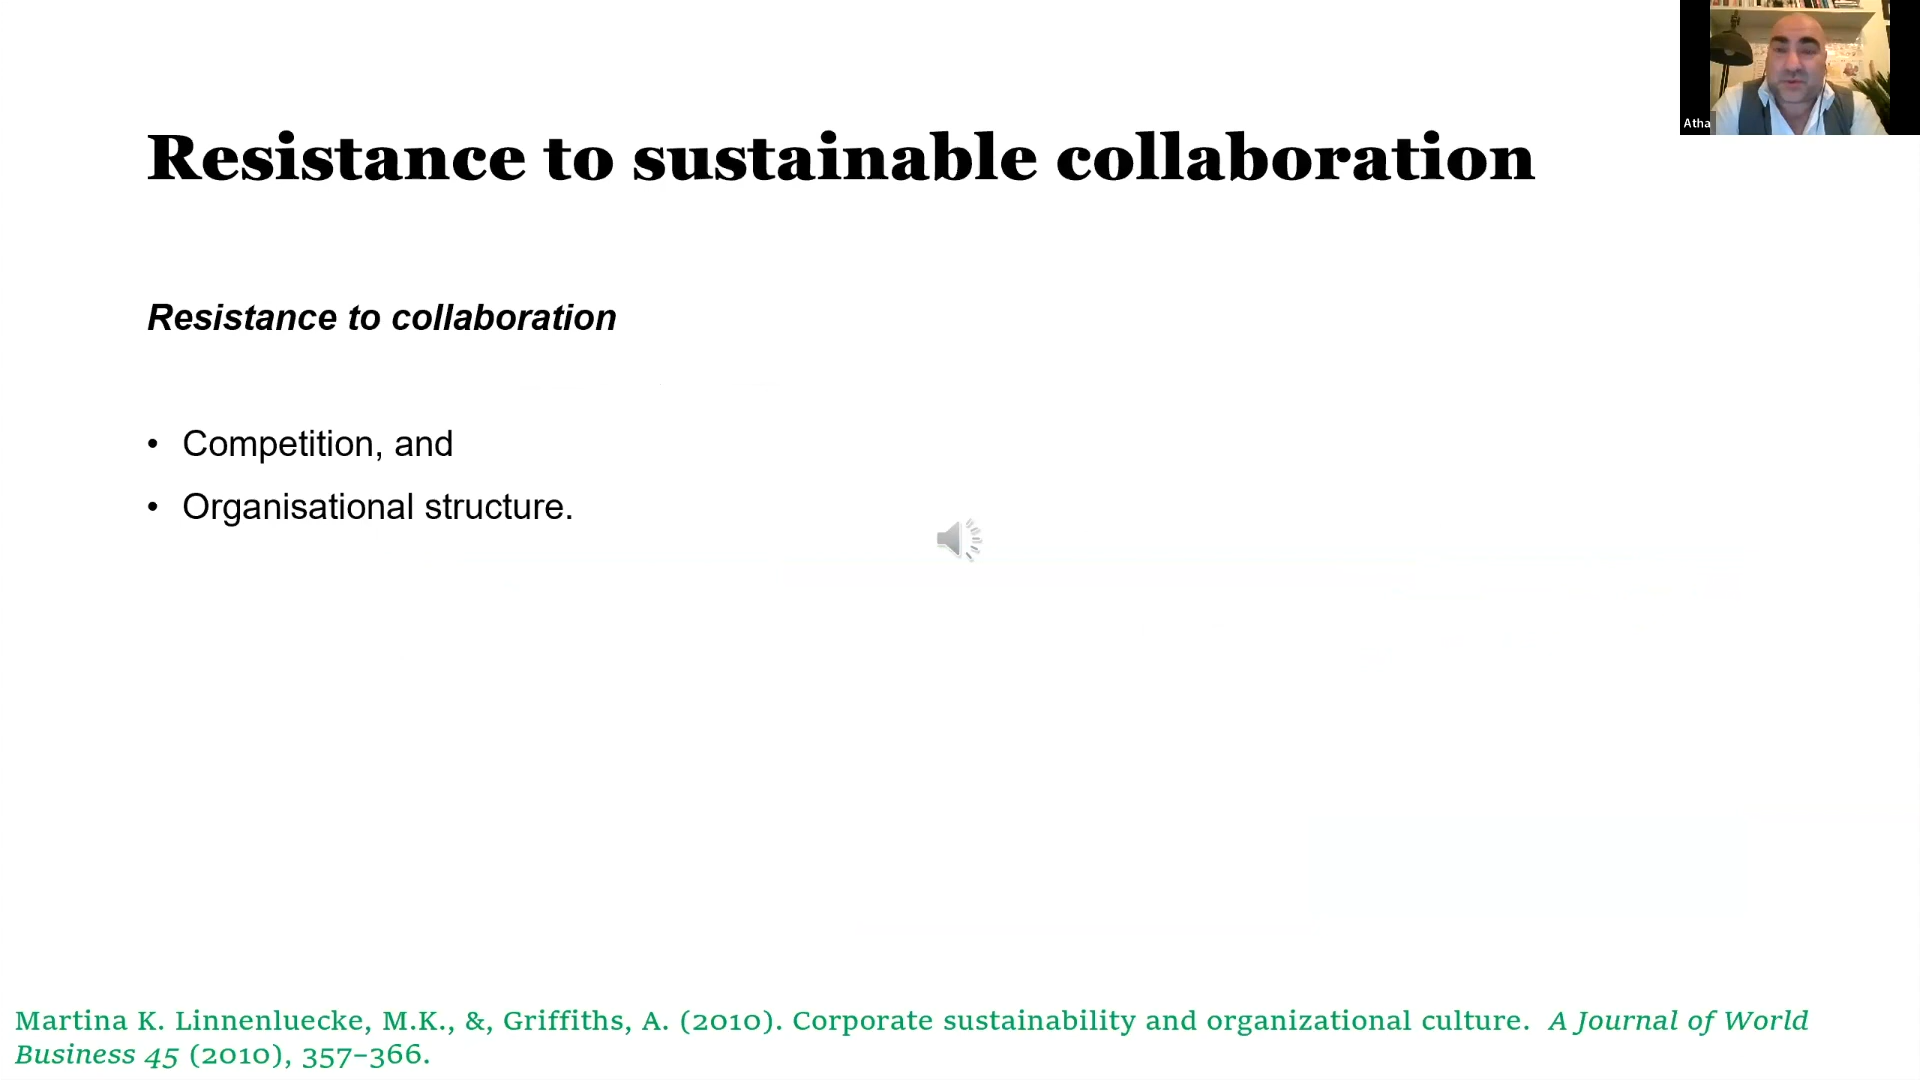 Atha
Resistance to sustainable collaboration
Resistance to collaboration
• Competition, and
• Organisational structure.
Martina K. Linnenluecke, M.K., &, Griffiths, A. (2010). Corporate sustainability and organizational culture. A Journal of World
Business 45 (2010), 357–366.